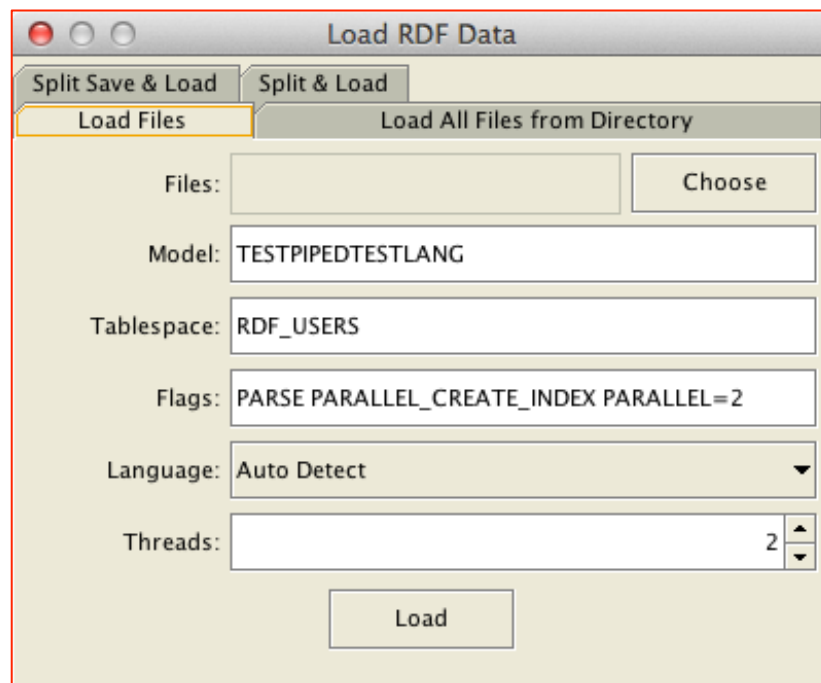 Load RDF Data
Split Save & Load Split & Load
Load Files Load All Files from Directory
Files: Choose
Model: TESTPIPEDTESTLANG
Tablespace: RDF_USERS
Flags: PARSE PARALLEL_CREATE_INDEX PARALLEL=2
Language: Auto Detect
Threads: 2
Load